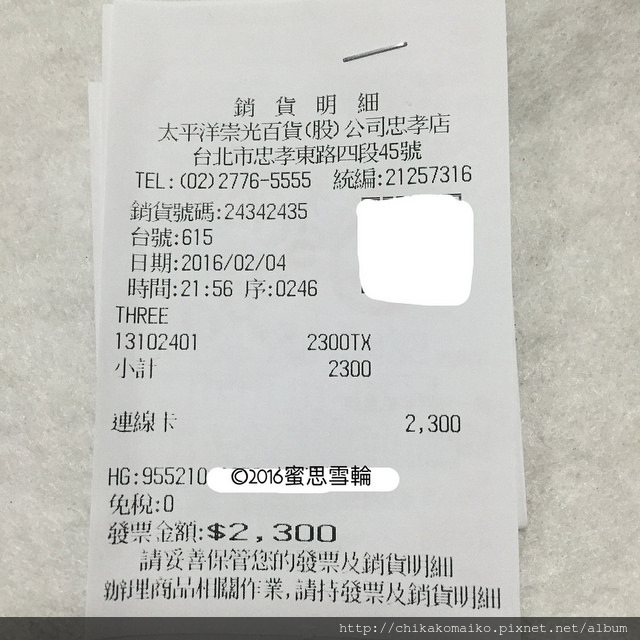 銷貨明細
太平洋崇光百貨(股)公司忠孝店
台北市忠孝東路四段45號
TEL:(02)2776-5555 統編:21257316
銷貨號碼:24342435
台號:615
日期:2016/02/04
時間:21:56 序:0246
THREE
13102401 2300TX
小計 2300
連線卡 2,300
HG:955210
©2016蜜思雪輪
免稅:0
發票金額:$2,300
請妥善保管您的發票及銷貨明細
辦理商品相關作業,請持發票及銷貨明細
http://chikakomaiko.pixnet.net/album